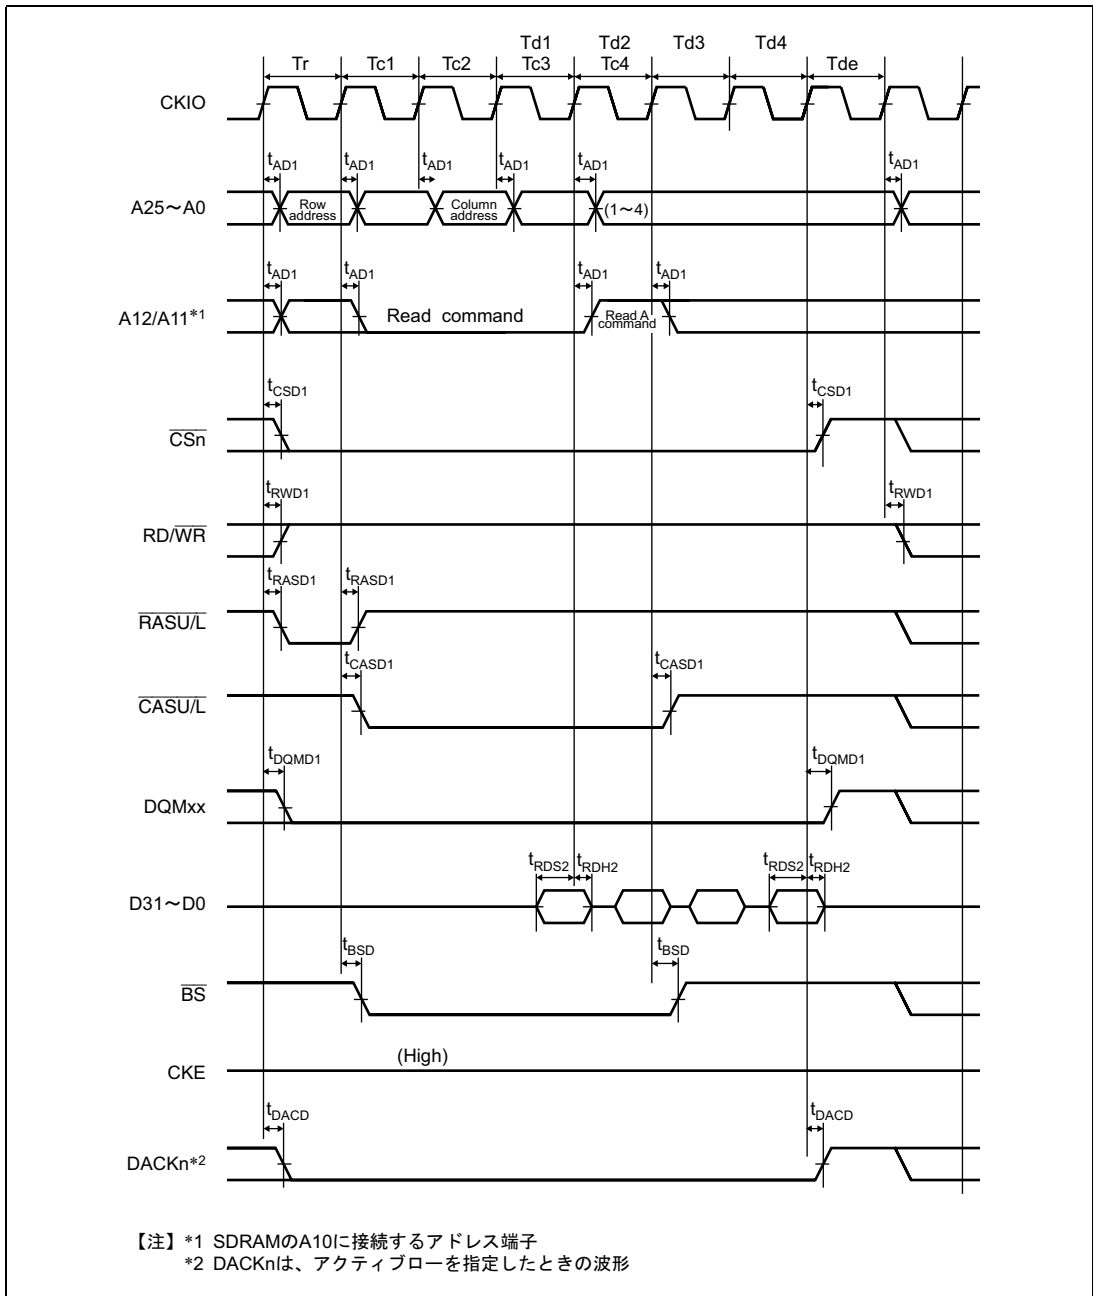 Td1 Td2 Td3 Td4
Tr Tc1 Tc2 Tc3 Tc4 Tde
CKIO
tAD1 tAD1 tAD1 tAD1 tAD1 tAD1
A25～A0
Row address
Column address
(1～4)
tAD1 tAD1 tAD1 tAD1
A12/A11*1
Read command
Read A command
tCSD1 tCSD1
CSn
tRWD1 tRWD1
RD/WR
tRASD1 tRASD1
RASU/L
tCASD1 tCASD1
CASU/L
tDQMD1 tDQMD1
DQMxx
tRDS2 tRDH2 tRDS2 tRDH2
D31～D0
tBSD tBSD
BS
(High)
CKE
tDACD tDACD
DACKn*2
【注】*1 SDRAMのA10に接続するアドレス端子
*2 DACKnは、アクティブローを指定したときの波形